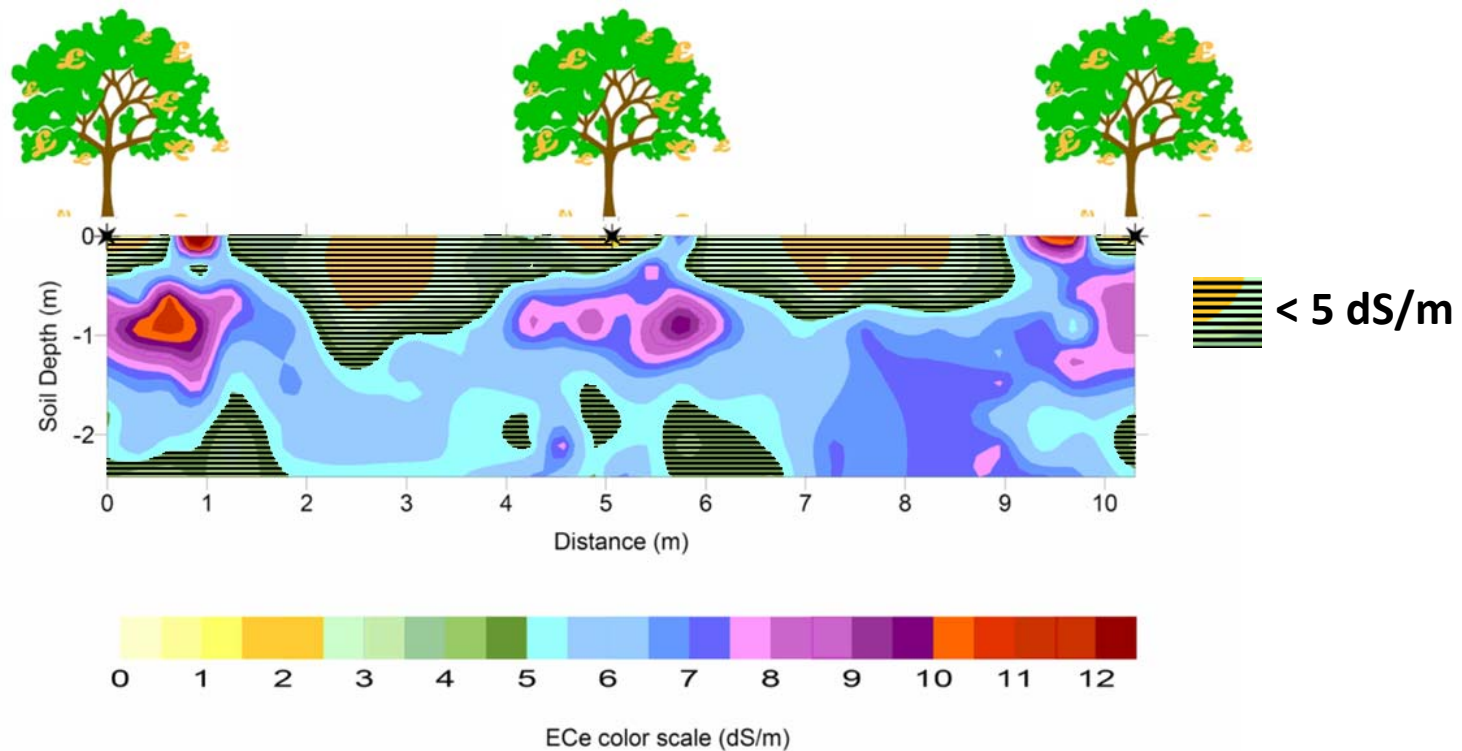 £ £ £
£ £ £
£ £ £
£ £ £
£ £ £ £ £ £
£ £ £
0
< 5 dS/m
-1
-2
Soil Depth (m)
0 1 2 3 4 5 6 7 8 9 10
Distance (m)
0 1 2 3 4 5 6 7 8 9 10 11 12
ECe color scale (dS/m)